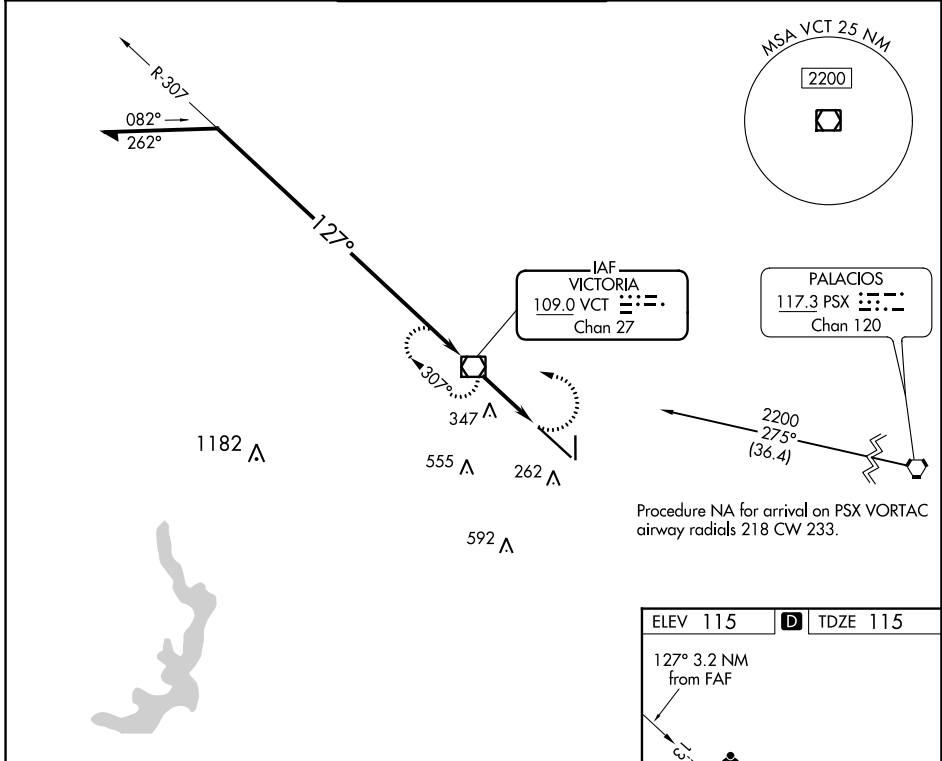 MSA VCT 25 NM
2200
R-307
082°
262°
127°
IAF
VICTORIA
109.0 VCT
Chan 27
PALACIOS
117.3 PSX
Chan 120
307°
347
2200
275°
(36.4)
1182
555
262
592
Procedure NA for arrival on PSX VORTAC
airway radials 218 CW 233.
ELEV 115 D TDZE 115
127° 3.2 NM
from FAF